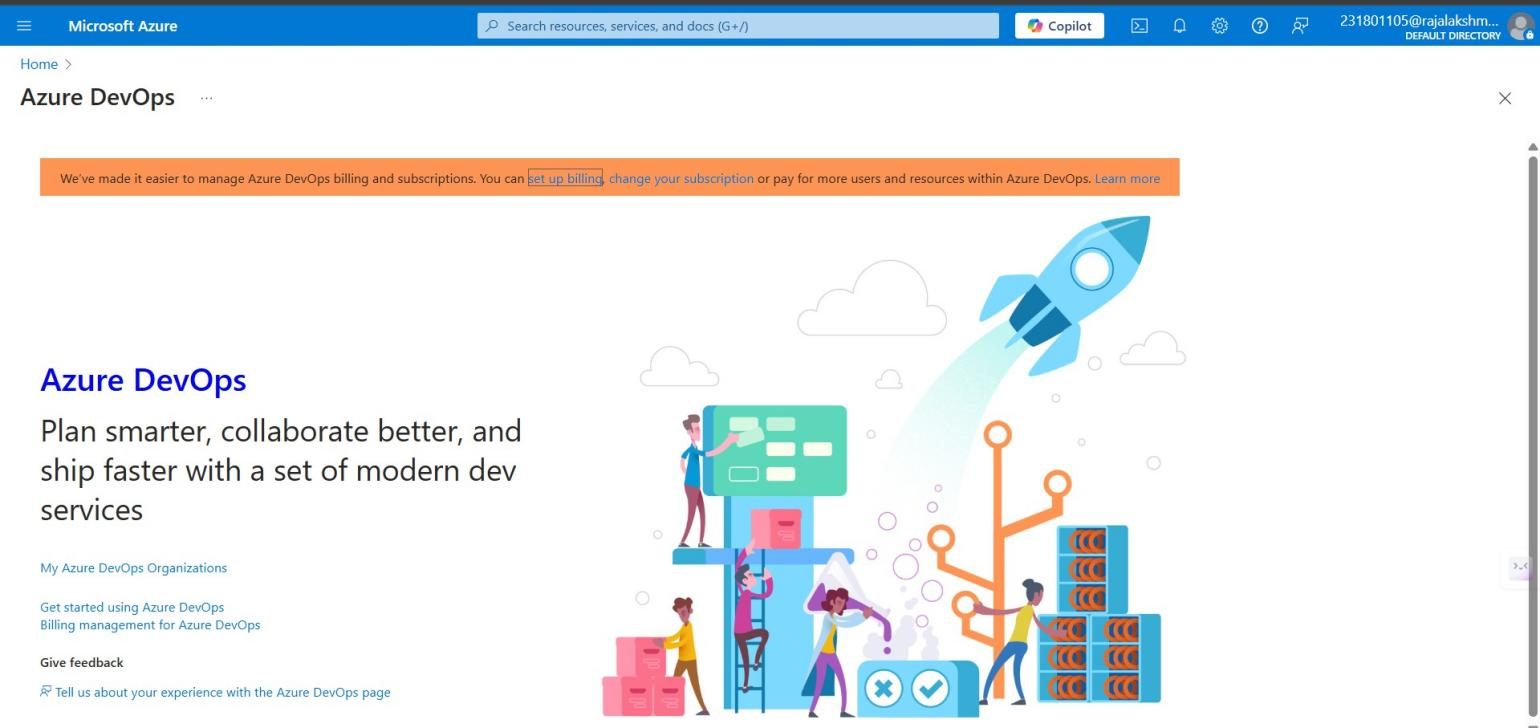 Microsoft Azure
Search resources, services, and docs (G+/)
Copilot
231801105@rajalakshm...
DEFAULT DIRECTORY
Home
Azure DevOps
...
We've made it easier to manage Azure DevOps billing and subscriptions. You can set up billing, change your subscription or pay for more users and resources within Azure DevOps. Learn more
Azure DevOps
Plan smarter, collaborate better, and
ship faster with a set of modern dev
services
My Azure DevOps Organizations
Get started using Azure DevOps
Billing management for Azure DevOps
Give feedback
Tell us about your experience with the Azure DevOps page